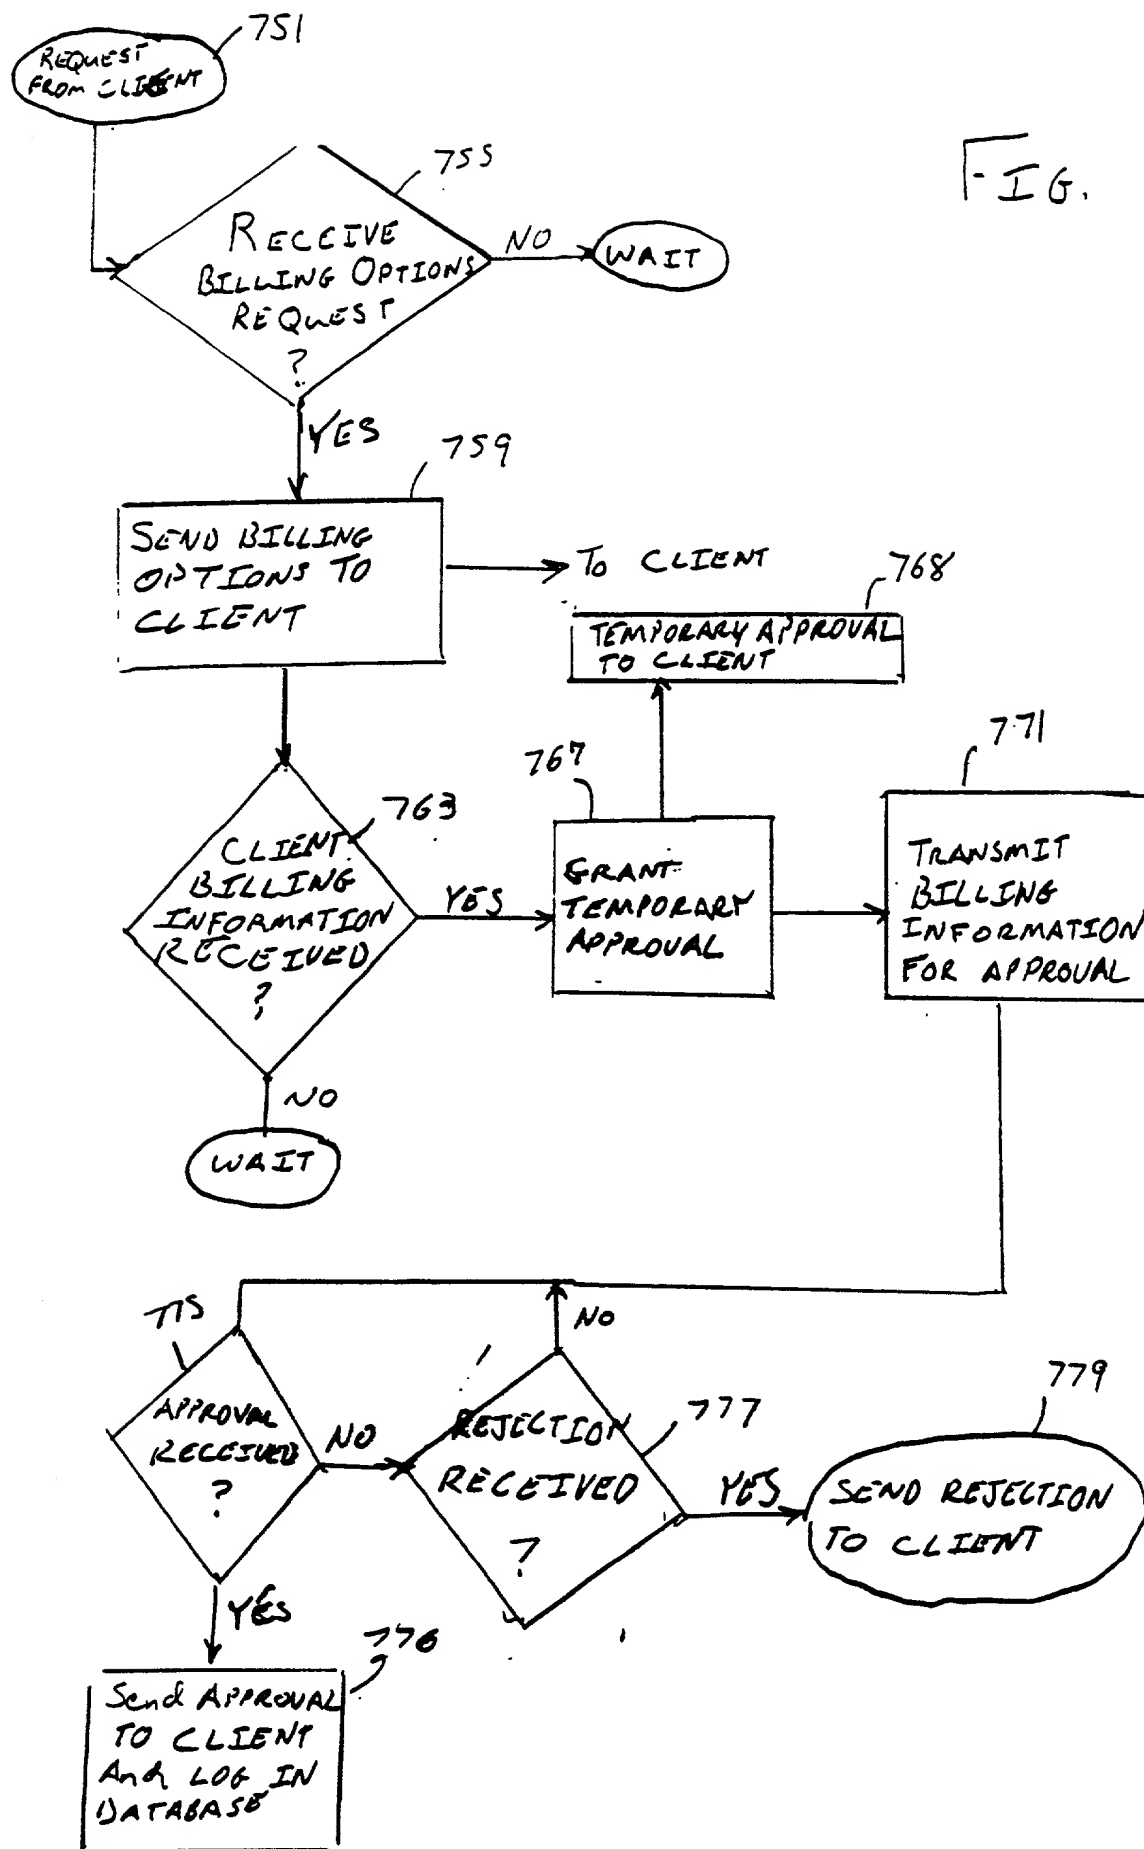 751
REQUEST
FROM CLIENT
FIG.
755
RECEIVE
BILLING OPTIONS
REQUEST
?
NO
WAIT
YES
759
SEND BILLING
OPTIONS TO
CLIENT
TO CLIENT
768
TEMPORARY APPROVAL
TO CLIENT
763
CLIENT
BILLING
INFORMATION
RECEIVED
?
YES
NO
WAIT
767
GRANT
TEMPORARY
APPROVAL
771
TRANSMIT
BILLING
INFORMATION
FOR APPROVAL
775
APPROVAL
RECEIVED
?
NO
YES
777
REJECTION
RECEIVED
?
NO
YES
779
SEND REJECTION
TO CLIENT
776
Send APPROVAL
TO CLIENT
And LOG IN
DATABASE